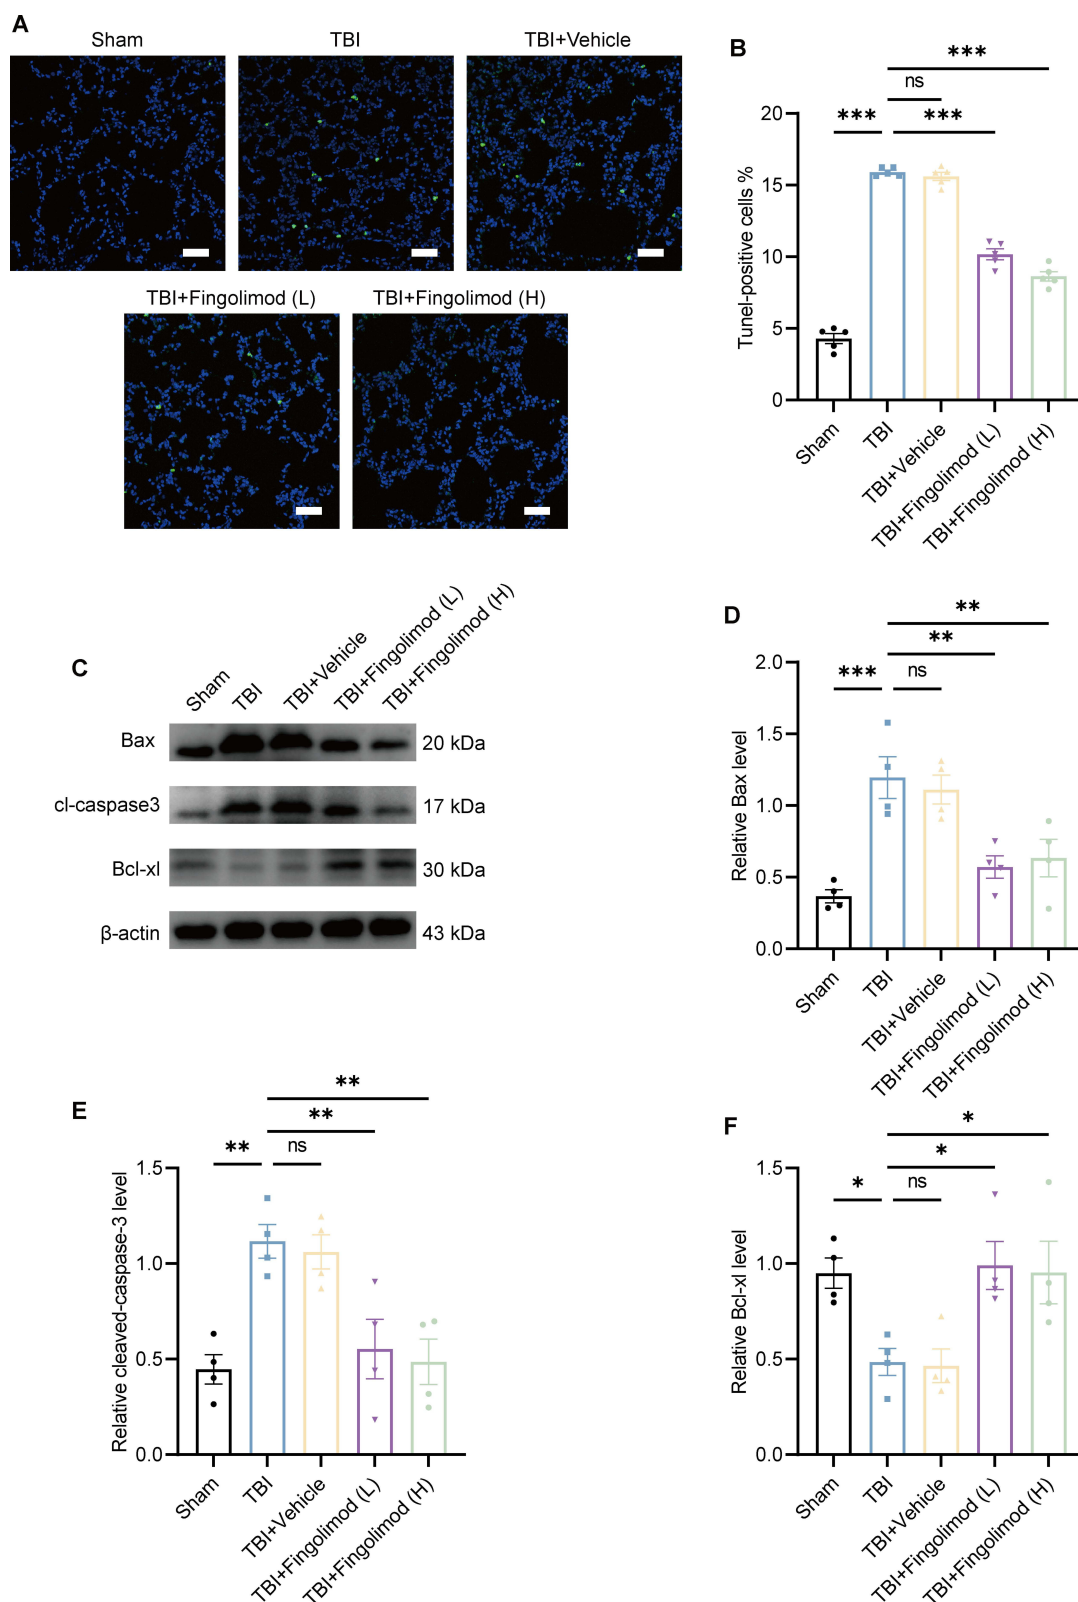 A
Sham
TBI
TBI+Vehicle
TBI+Fingolimod (L)
TBI+Fingolimod (H)
B
***
ns
***
***
Tunel-positive cells %
20
15
10
5
0
Sham
TBI
TBI+Vehicle
TBI+Fingolimod (L)
TBI+Fingolimod (H)
C
Sham
TBI
TBI+Vehicle
TBI+Fingolimod (L)
TBI+Fingolimod (H)
Bax
20 kDa
cl-caspase3
17 kDa
Bcl-xl
30 kDa
β-actin
43 kDa
D
**
**
***
ns
Relative Bax level
2.0
1.5
1.0
0.5
0.0
Sham
TBI
TBI+Vehicle
TBI+Fingolimod (L)
TBI+Fingolimod (H)
E
**
**
**
ns
Relative cleaved-caspase-3 level
1.5
1.0
0.5
0.0
Sham
TBI
TBI+Vehicle
TBI+Fingolimod (L)
TBI+Fingolimod (H)
F
*
*
*
ns
Relative Bcl-xl level
1.5
1.0
0.5
0.0
Sham
TBI
TBI+Vehicle
TBI+Fingolimod (L)
TBI+Fingolimod (H)